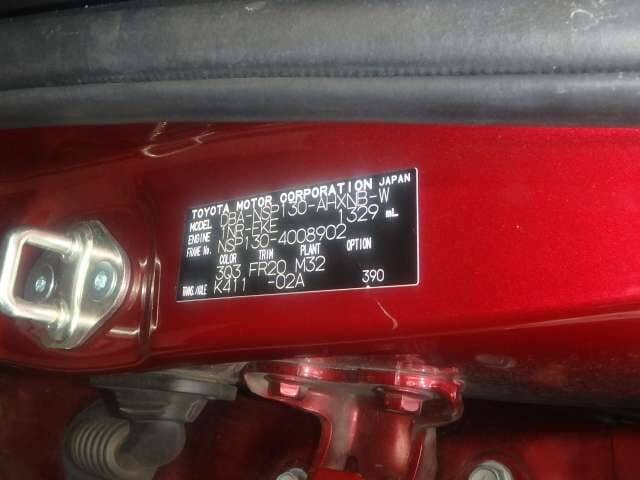 TOYOTA MOTOR CORPORATION JAPAN
MODEL DBA-NSP130-AHXNB-W
ENGINE 1NR-FKE 1329 mL
FRAME No. NSP130-4008902
COLOR TRIM PLANT OPTION
3Q3 FR20 M32
TRANS./AXLE K411 -02A 390